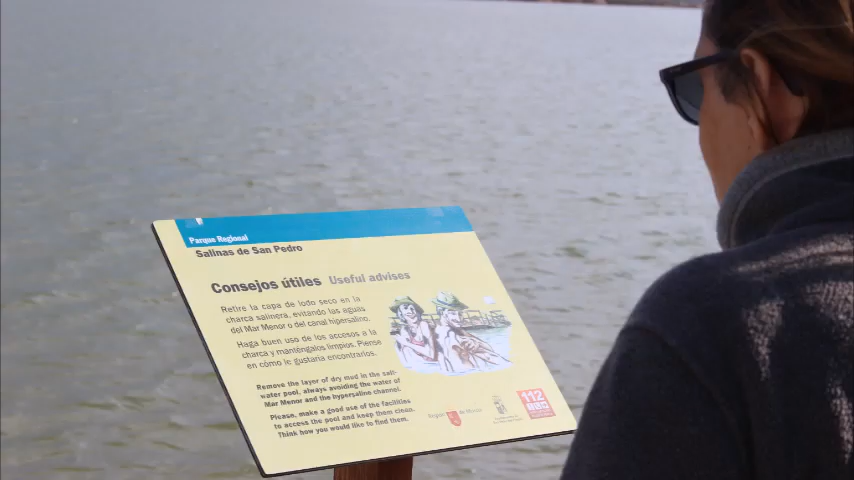 Parque Regional
Salinas de San Pedro
Consejos útiles Useful advises
Retire la capa de lodo seco en la
charca salinera, evitando las aguas
del Mar Menor o del canal hipersalino.
Haga buen uso de los accesos a la
charca y manténgalos limpios. Piense
en cómo le gustaría encontrarlos.
Remove the layer of dry mud in the salt-
water pool, always avoiding the water of
Mar Menor and the hypersaline channel.
Please, make a good use of the facilities
to access the pool and keep them clean.
Think how you would like to find them.
Región de Murcia
112